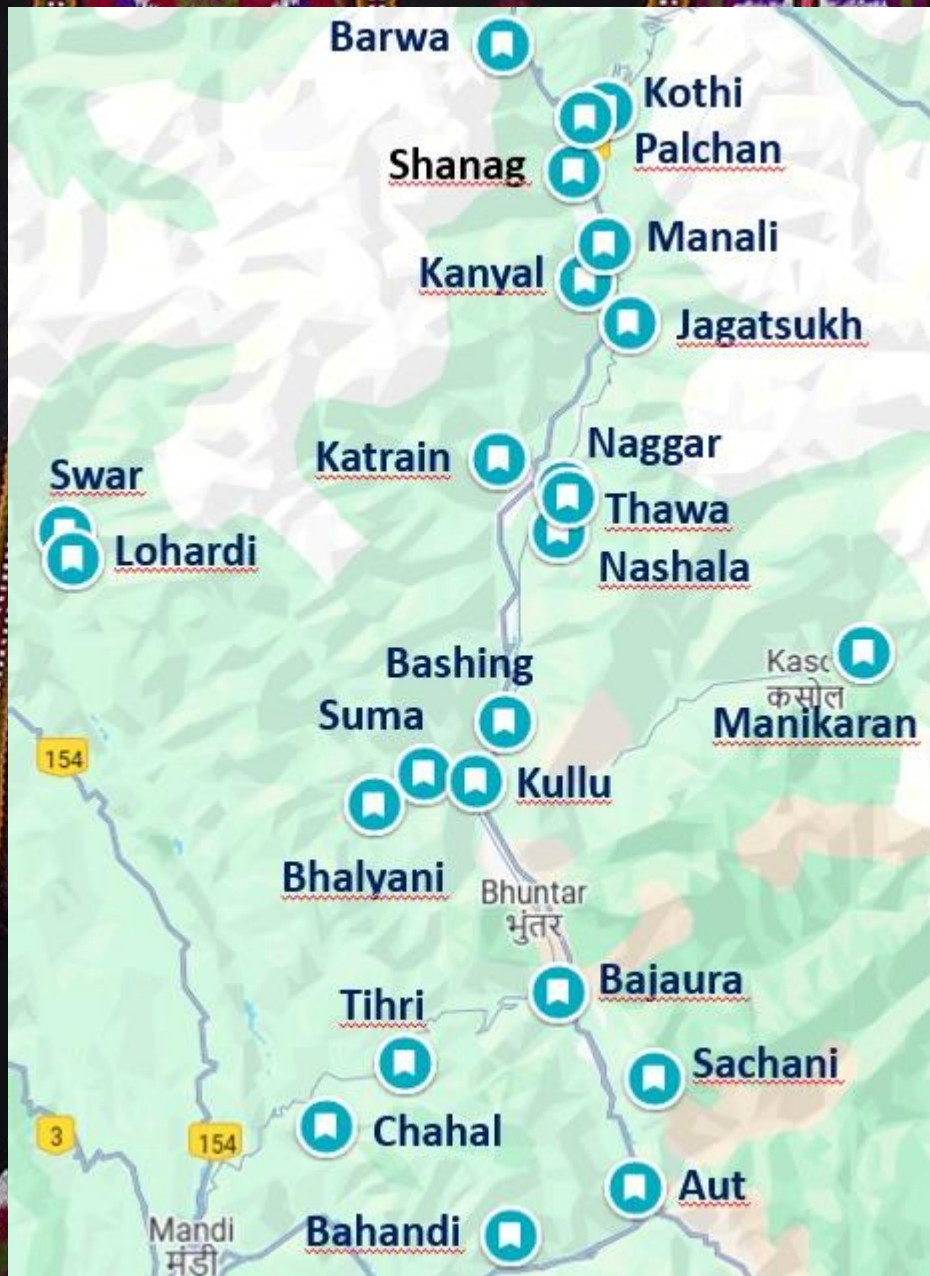 Barwa
Kothi
Palchan
Shanag
Manali
Kanyal
Jagatsukh
Katrain
Naggar
Swar
Thawa
Lohardi
Nashala
Bashing
कसोल
Suma
Manikaran
154
Kullu
Bhalyani
Bhuntar
भुंतर
Bajaura
Tihri
Sachani
3
154
Chahal
Aut
Mandi
मंडी
Bahandi